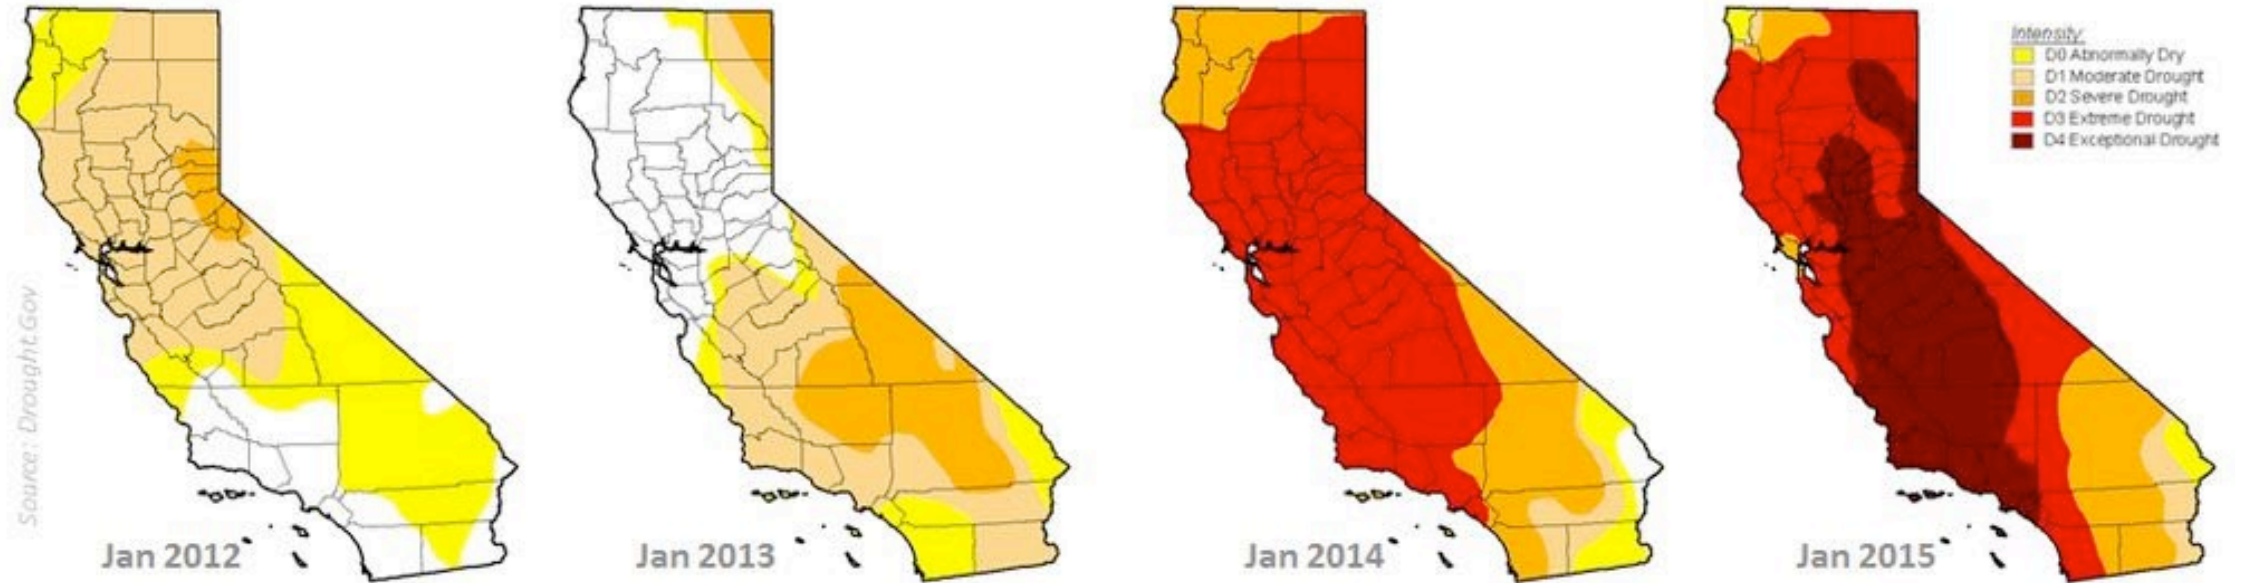 Intensity:
D0 Abnormally Dry
D1 Moderate Drought
D2 Severe Drought
D3 Extreme Drought
D4 Exceptional Drought
Source: Drought.Gov
Jan 2012
Jan 2013
Jan 2014
Jan 2015